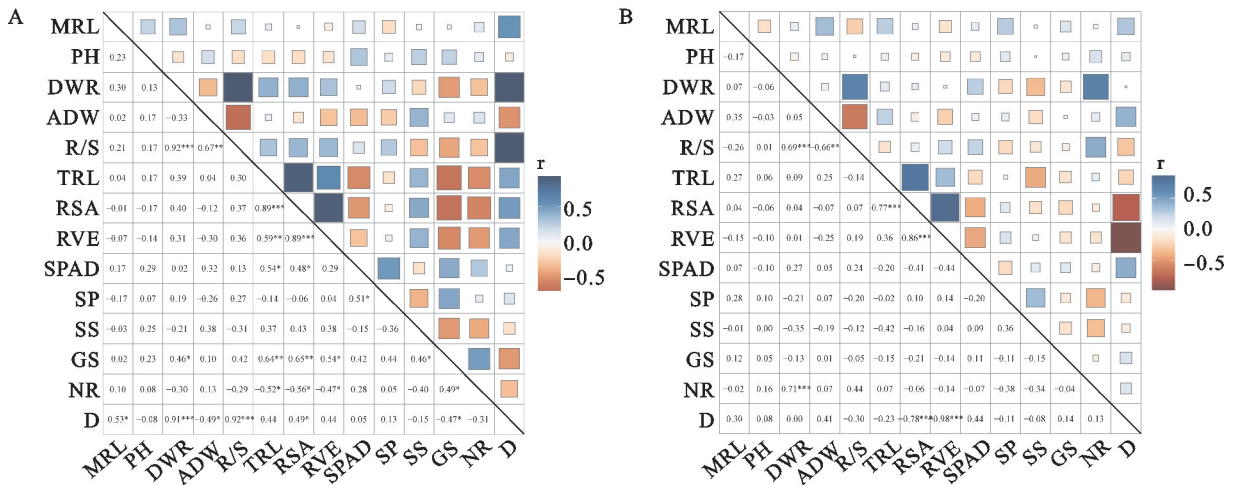 A
MRL
PH 0.23
DWR 0.30 0.13
ADW 0.02 0.17 −0.33
R/S 0.21 0.17 0.92*** 0.67**
TRL 0.04 0.17 0.39 0.04 0.30
RSA −0.01 −0.17 0.40 −0.12 0.37 0.89***
RVE −0.07 −0.14 0.31 −0.30 0.36 0.59** 0.89***
SPAD 0.17 0.29 0.02 0.32 0.13 0.54* 0.48* 0.29
SP −0.17 0.07 0.19 −0.26 0.27 −0.14 −0.06 0.04 0.51*
SS −0.03 0.25 −0.21 0.38 −0.31 0.37 0.43 0.38 −0.15 −0.36
GS 0.02 0.23 0.46* 0.10 0.42 0.64** 0.65** 0.54* 0.42 0.44 0.46*
NR 0.10 0.08 −0.30 0.13 −0.29 −0.52* −0.56* −0.47* 0.28 0.05 −0.40 0.49*
D 0.53* −0.08 0.91*** −0.49* 0.92*** 0.44 0.49* 0.44 0.05 0.13 −0.15 −0.47* −0.31
MRL PH DWR ADW R/S TRL RSA RVE SPAD SP SS GS NR D
r
0.5
0.0
−0.5
B
MRL
PH −0.17
DWR 0.07 −0.06
ADW 0.35 −0.03 0.05
R/S −0.26 0.01 0.69*** −0.66**
TRL 0.27 0.06 0.09 0.25 −0.14
RSA 0.04 −0.06 0.04 −0.07 0.07 0.77***
RVE −0.15 −0.10 0.01 −0.25 0.19 0.36 0.86***
SPAD 0.07 −0.10 0.27 0.05 0.24 −0.20 −0.41 −0.44
SP 0.28 0.10 −0.21 0.07 −0.20 −0.02 0.10 0.14 −0.20
SS −0.01 0.00 −0.35 −0.19 −0.12 −0.42 −0.16 0.04 0.09 0.36
GS 0.12 0.05 −0.13 0.01 −0.05 −0.15 −0.21 −0.14 0.11 −0.11 −0.15
NR −0.02 0.16 0.71*** 0.07 0.44 0.07 −0.06 −0.14 −0.07 −0.38 −0.34 −0.04
D 0.30 0.08 0.00 0.41 −0.30 −0.23 −0.78*** −0.98*** 0.44 −0.11 −0.08 0.14 0.13
MRL PH DWR ADW R/S TRL RSA RVE SPAD SP SS GS NR D
r
0.5
0.0
−0.5